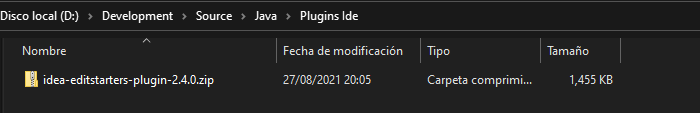 Disco local (D:) > Development > Source > Java > Plugins Ide
Nombre Fecha de modificación Tipo Tamaño
idea-editstarters-plugin-2.4.0.zip 27/08/2021 20:05 Carpeta comprimi... 1,455 KB